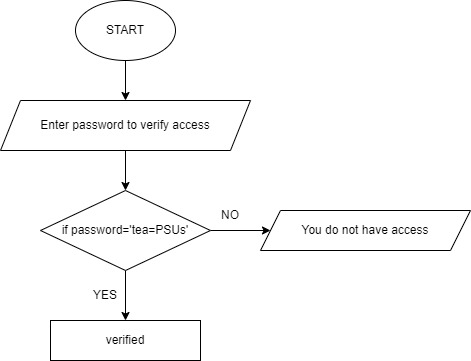 START
Enter password to verify access
if password='tea=PSUs'
NO
You do not have access
YES
verified